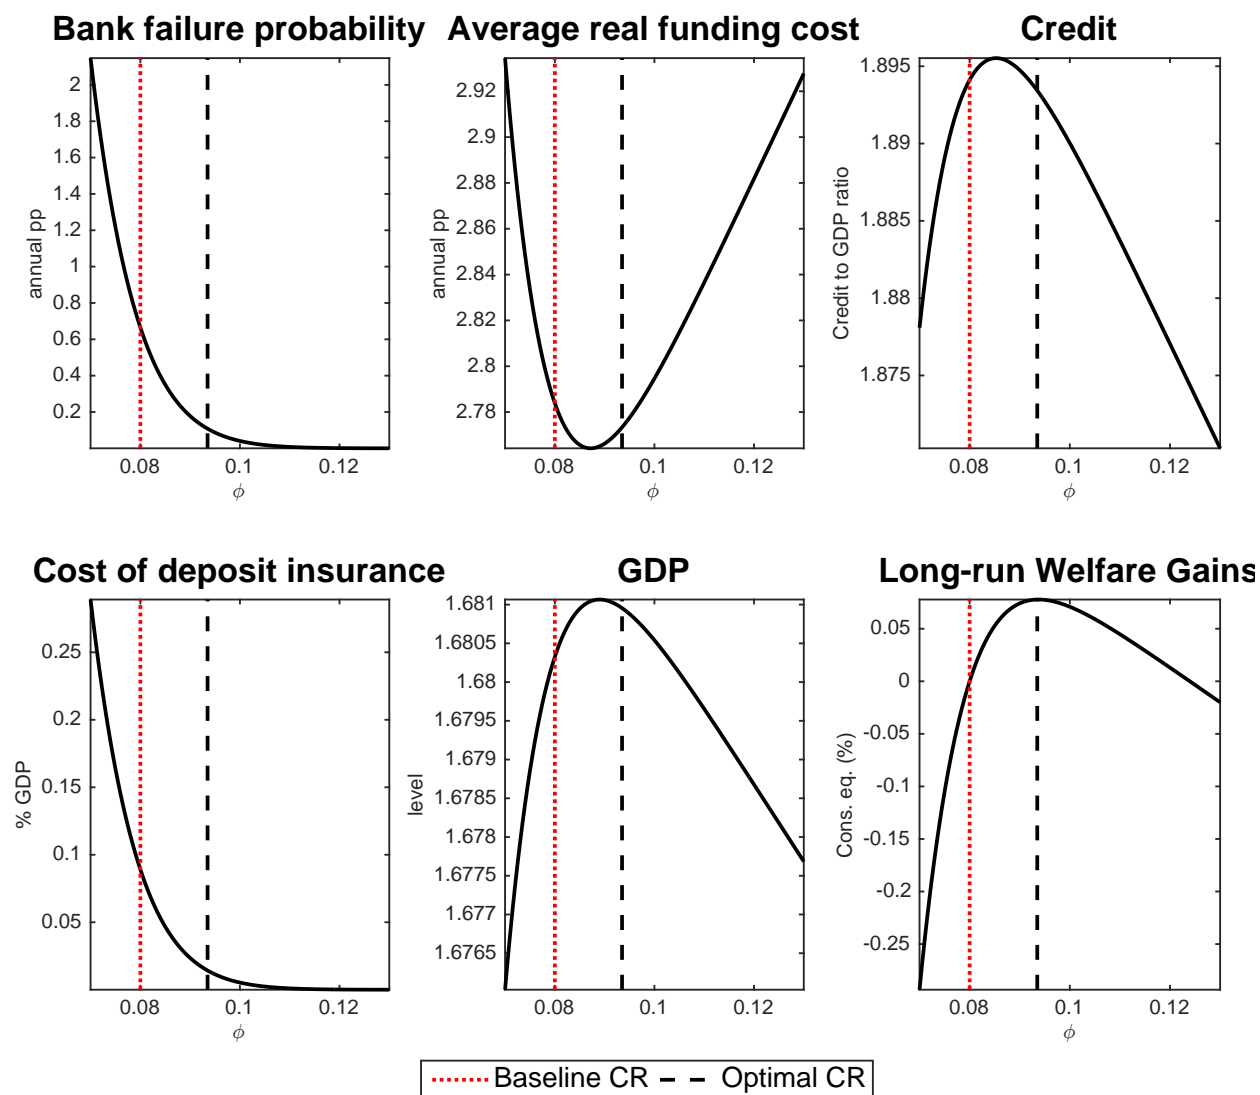 Bank failure probability
annual pp
2
1.8
1.6
1.4
1.2
1
0.8
0.6
0.4
0.2
0.08 0.1 0.12
ϕ
Average real funding cost
annual pp
2.92
2.9
2.88
2.86
2.84
2.82
2.8
2.78
0.08 0.1 0.12
ϕ
Credit
Credit to GDP ratio
1.895
1.89
1.885
1.88
1.875
0.08 0.1 0.12
ϕ
Cost of deposit insurance
% GDP
0.25
0.2
0.15
0.1
0.05
0.08 0.1 0.12
ϕ
GDP
level
1.681
1.6805
1.68
1.6795
1.679
1.6785
1.678
1.6775
1.677
1.6765
0.08 0.1 0.12
ϕ
Long-run Welfare Gains
Cons. eq. (%)
0.05
0
-0.05
-0.1
-0.15
-0.2
-0.25
0.08 0.1 0.12
ϕ
Baseline CR Optimal CR